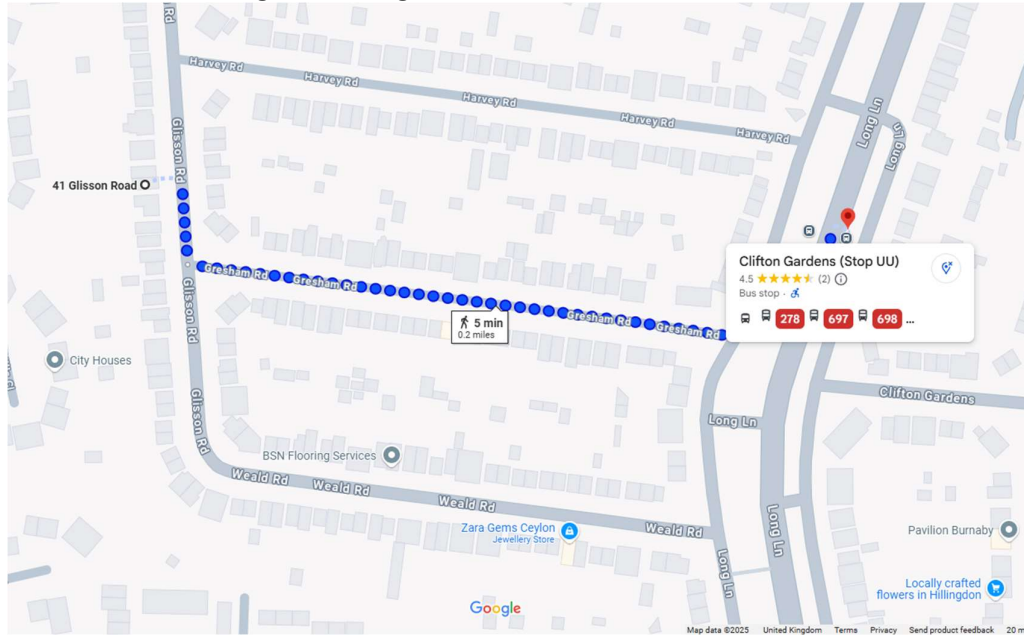 Rd
Harvey Rd
Harvey Rd
Harvey Rd
Harvey Rd
Harvey Rd
Long Ln
Long Ln
Glisson Rd
41 Glisson Road
Clifton Gardens (Stop UU)
4.5 (2)
Bus stop ·
278 697 698 ...
Gresham Rd
Gresham Rd
Gresham Rd
Gresham Rd
5 min
0.2 miles
Glisson Rd
City Houses
Clifton Gardens
Glisson Rd
Long Ln
BSN Flooring Services
Weald Rd
Weald Rd
Weald Rd
Weald Rd
Zara Gems Ceylon
Jewellery Store
Long Ln
Long Ln
Pavilion Burnaby
Locally crafted
flowers in Hillingdon
Google
Map data ©2025 United Kingdom Terms Privacy Send product feedback 20 m